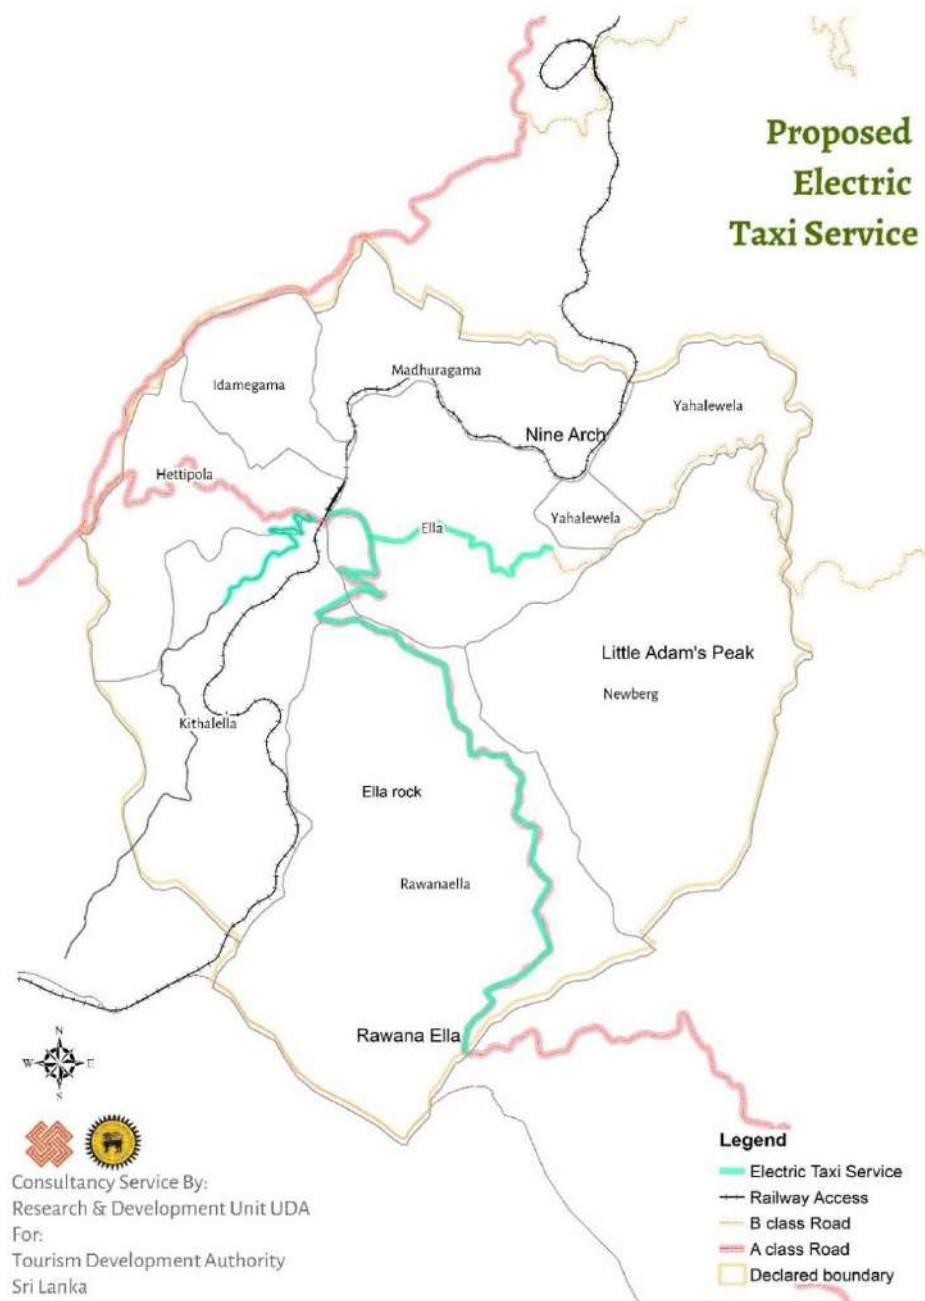 Proposed
Electric
Taxi Service
Madhuragama
Idamegama
Yahalewela
Nine Arch
Hettipola
Yahalewela
Ella
Little Adam's Peak
Newberg
Kithalella
Ella rock
Rawanaella
Rawana Ella
N
W E
S
Consultancy Service By:
Research & Development Unit UDA
For:
Tourism Development Authority
Sri Lanka
Legend
Electric Taxi Service
Railway Access
B class Road
A class Road
Declared boundary